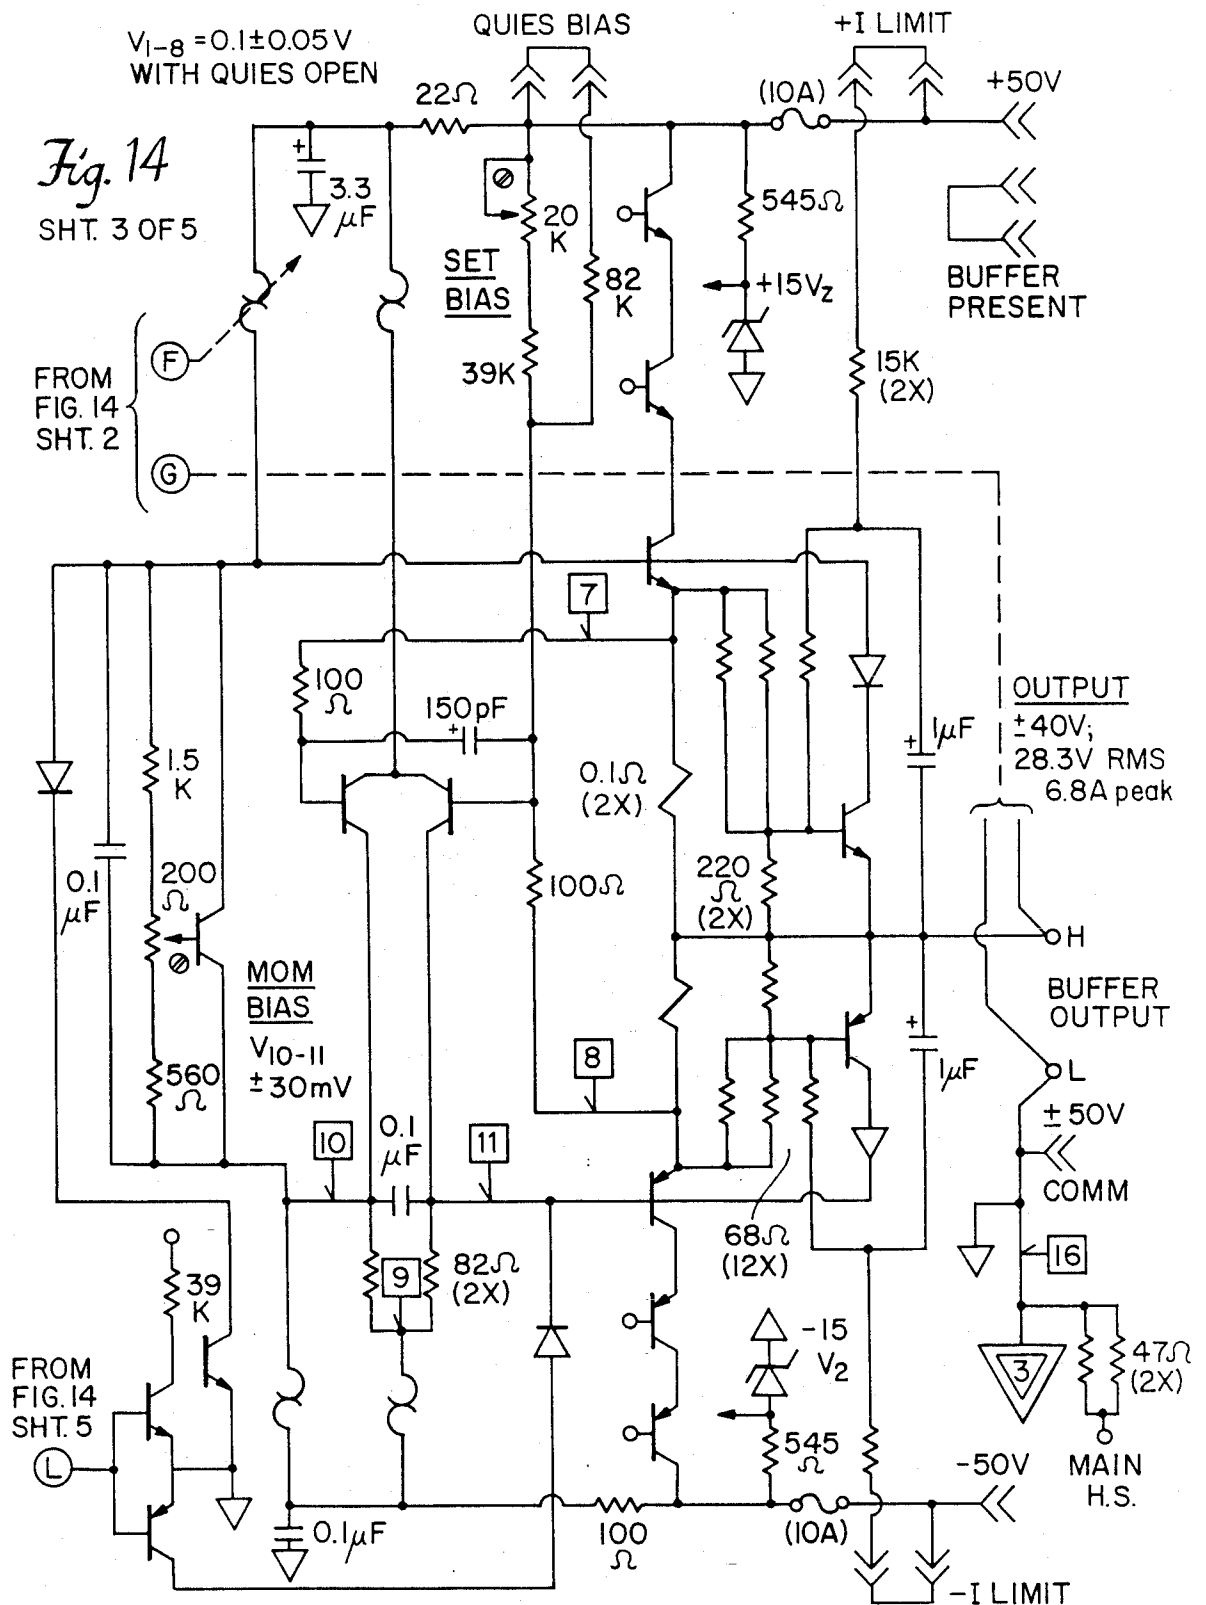 V1-8 = 0.1±0.05V
WITH QUIES OPEN
QUIES BIAS
+I LIMIT
Fig. 14
SHT. 3 OF 5
22Ω
(10A)
+50V
+
3.3
μF
20
K
SET
BIAS
82
K
39K
545Ω
+15Vz
BUFFER
PRESENT
15K
(2X)
FROM
FIG. 14
SHT. 2
F
G
7
100
Ω
150pF
+
0.1Ω
(2X)
OUTPUT
±40V;
28.3V RMS
6.8A peak
+
1μF
1.5
K
0.1
μF
200
Ω
100Ω
220
Ω
(2X)
H
MOM
BIAS
V10-11
±30mV
560
Ω
8
BUFFER
OUTPUT
+
1μF
L
±50V
COMM
10
0.1
μF
11
9
82Ω
(2X)
68Ω
(12X)
16
39
K
FROM
FIG.14
SHT. 5
L
-15
V2
3
47Ω
(2X)
MAIN
H.S.
545
Ω
-50V
0.1μF
100
Ω
(10A)
-I LIMIT